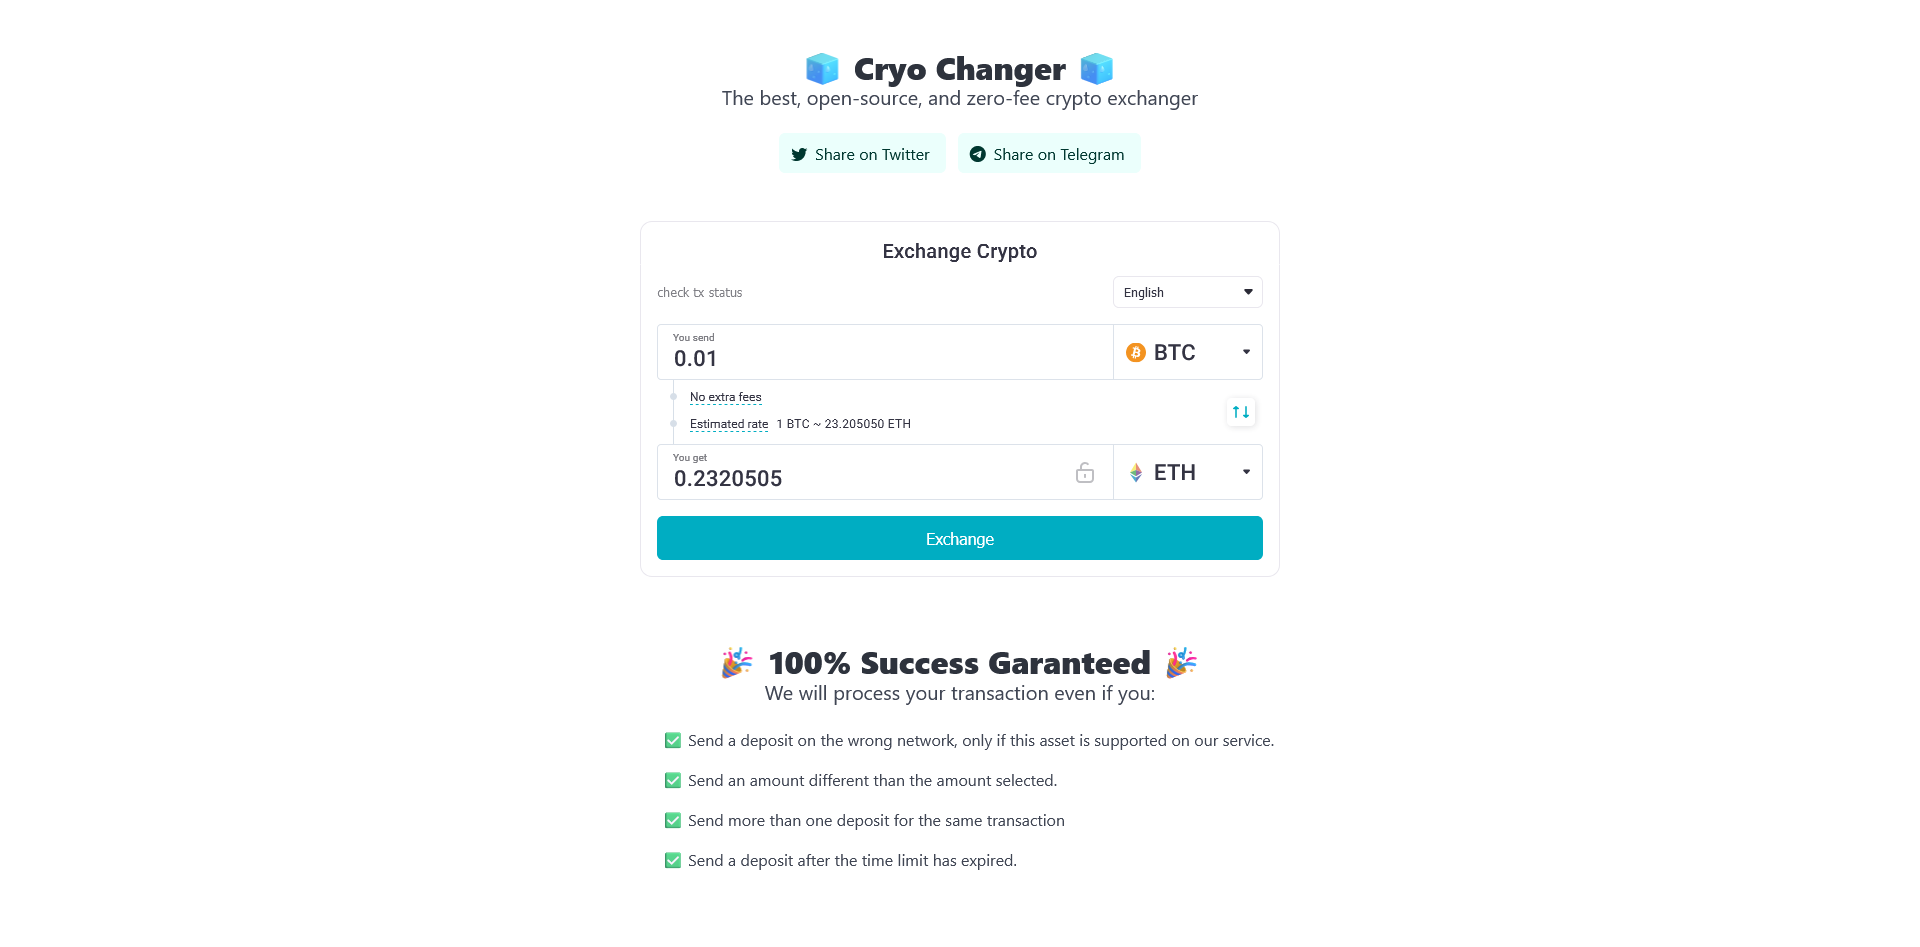 Cryo Changer
The best, open-source, and zero-fee crypto exchanger
Share on Twitter
Share on Telegram
Exchange Crypto
check tx status
English
You send
0.01
BTC
No extra fees
Estimated rate 1 BTC ~ 23.205050 ETH
You get
0.2320505
ETH
Exchange
100% Success Garanteed
We will process your transaction even if you:
Send a deposit on the wrong network, only if this asset is supported on our service.
Send an amount different than the amount selected.
Send more than one deposit for the same transaction
Send a deposit after the time limit has expired.